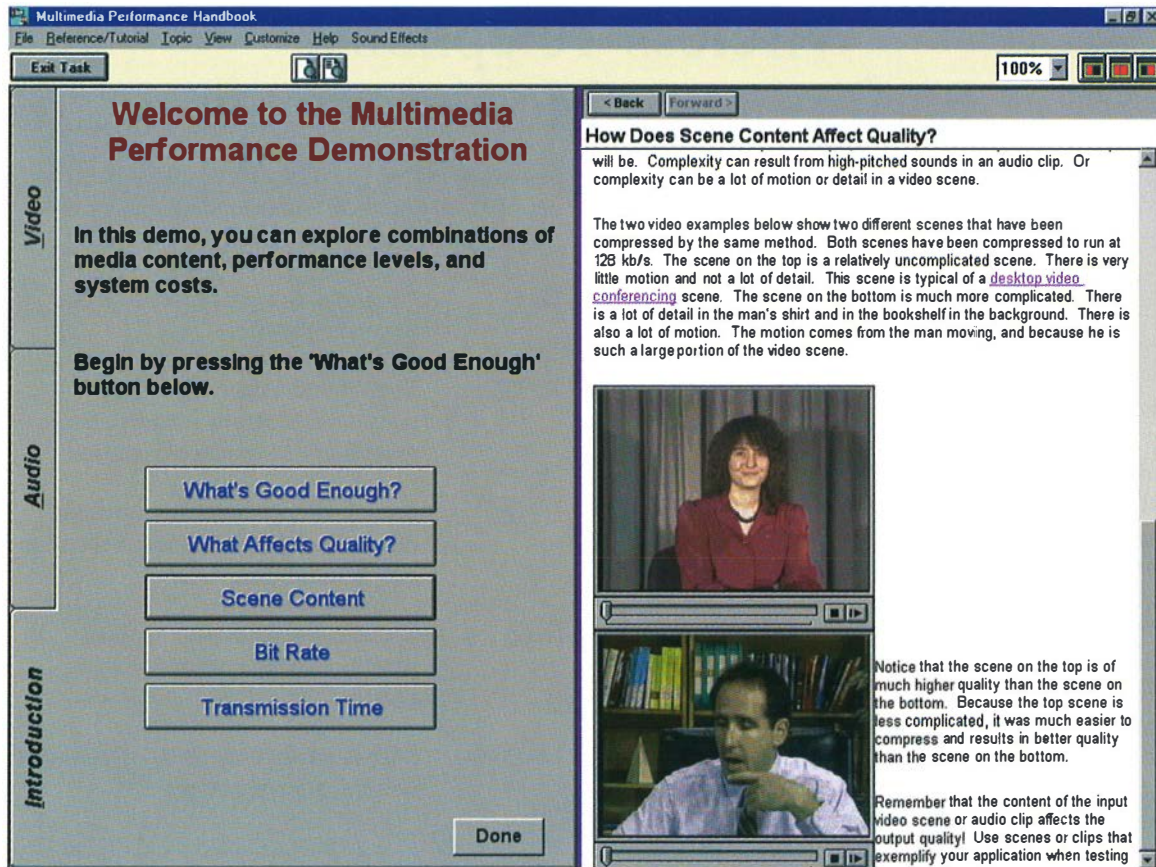 Multimedia Performance Handbook
File Reference/Tutorial Topic View Customize Help Sound Effects
Exit Task
100%
Video
Audio
Introduction
Welcome to the Multimedia
Performance Demonstration
In this demo, you can explore combinations of
media content, performance levels, and
system costs.
Begin by pressing the 'What's Good Enough'
button below.
What's Good Enough?
What Affects Quality?
Scene Content
Bit Rate
Transmission Time
Done
< Back Forward >
How Does Scene Content Affect Quality?
will be. Complexity can result from high-pitched sounds in an audio clip. Or
complexity can be a lot of motion or detail in a video scene.
The two video examples below show two different scenes that have been
compressed by the same method. Both scenes have been compressed to run at
128 kb/s. The scene on the top is a relatively uncomplicated scene. There is very
little motion and not a lot of detail. This scene is typical of a desktop video
conferencing scene. The scene on the bottom is much more complicated. There
is a lot of detail in the man's shirt and in the bookshelf in the background. There is
also a lot of motion. The motion comes from the man moving, and because he is
such a large portion of the video scene.
Notice that the scene on the top is of
much higher quality than the scene on
the bottom. Because the top scene is
less complicated, it was much easier to
compress and results in better quality
than the scene on the bottom.
Remember that the content of the input
video scene or audio clip affects the
output quality! Use scenes or clips that
exemplify your application when testing